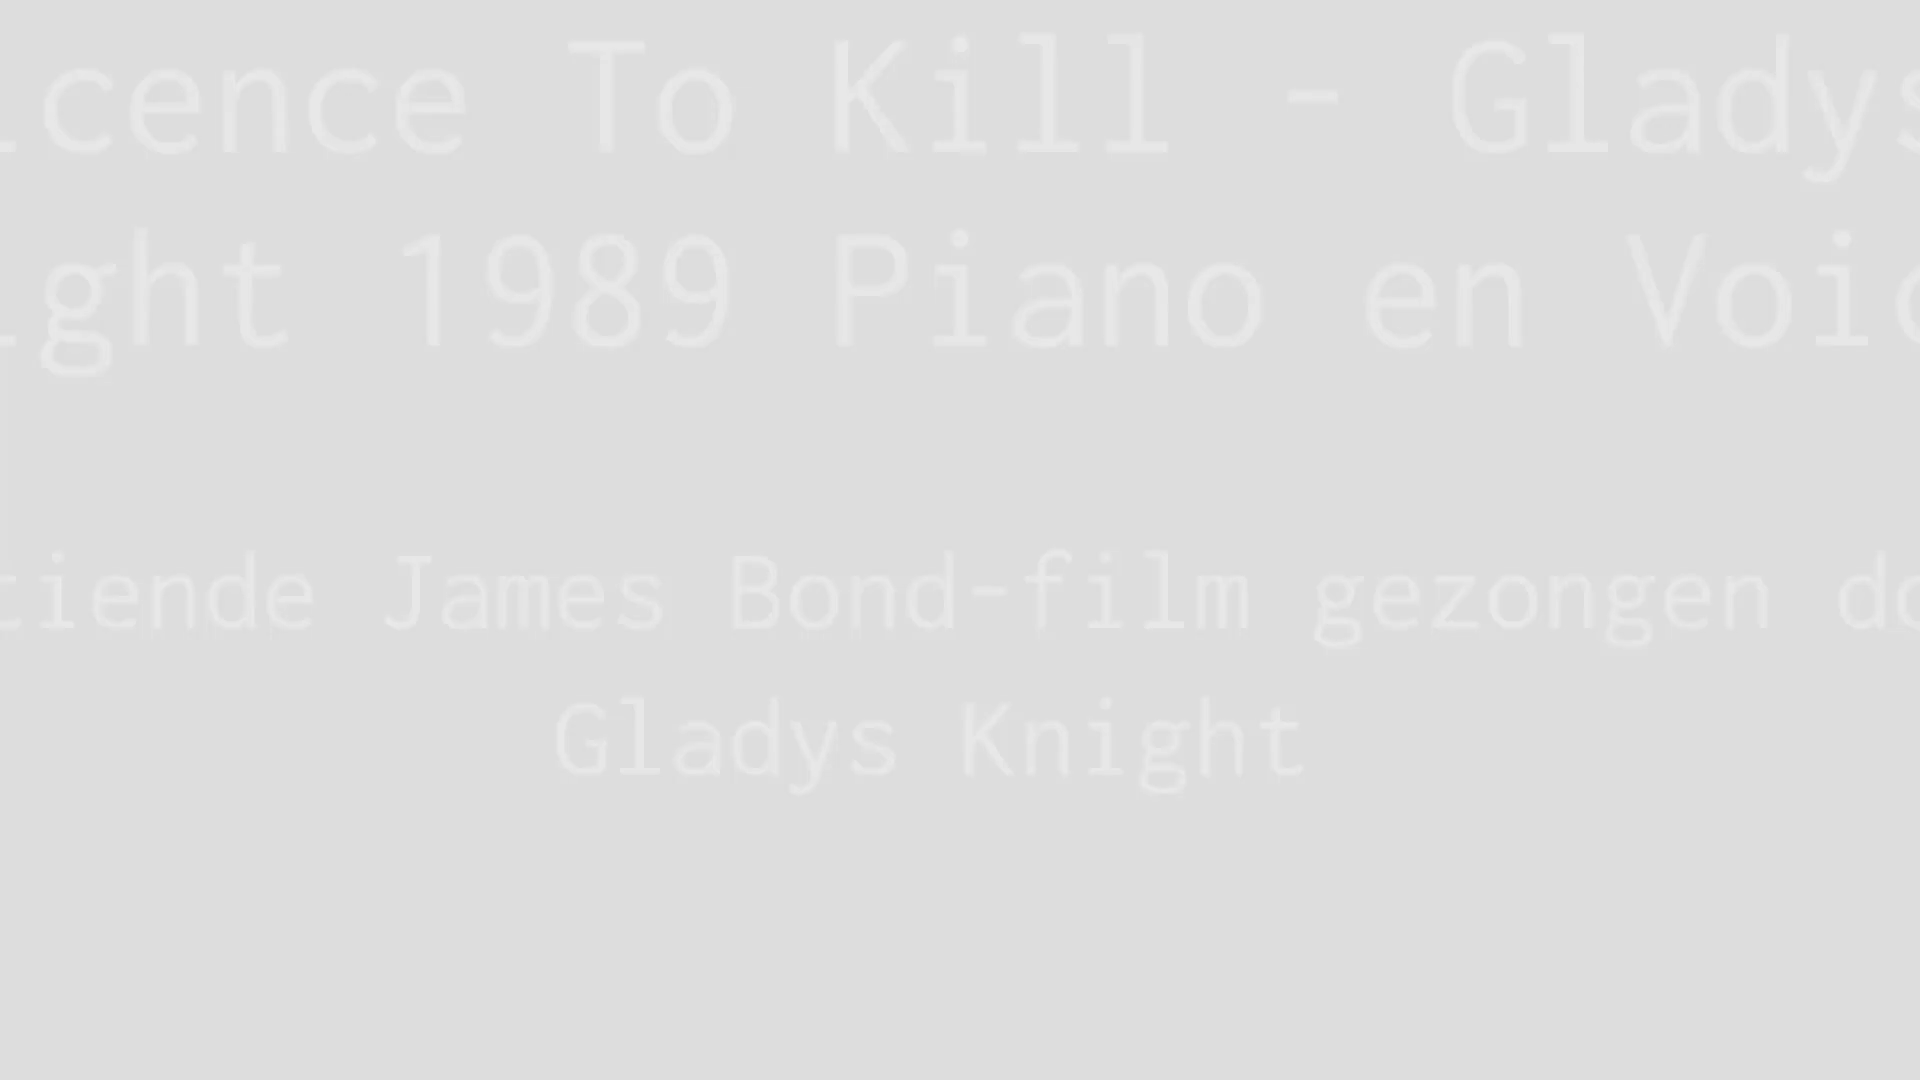 icence To Kill - Gladys
ight 1989 Piano en Voic
tiende James Bond-film gezongen do
Gladys Knight